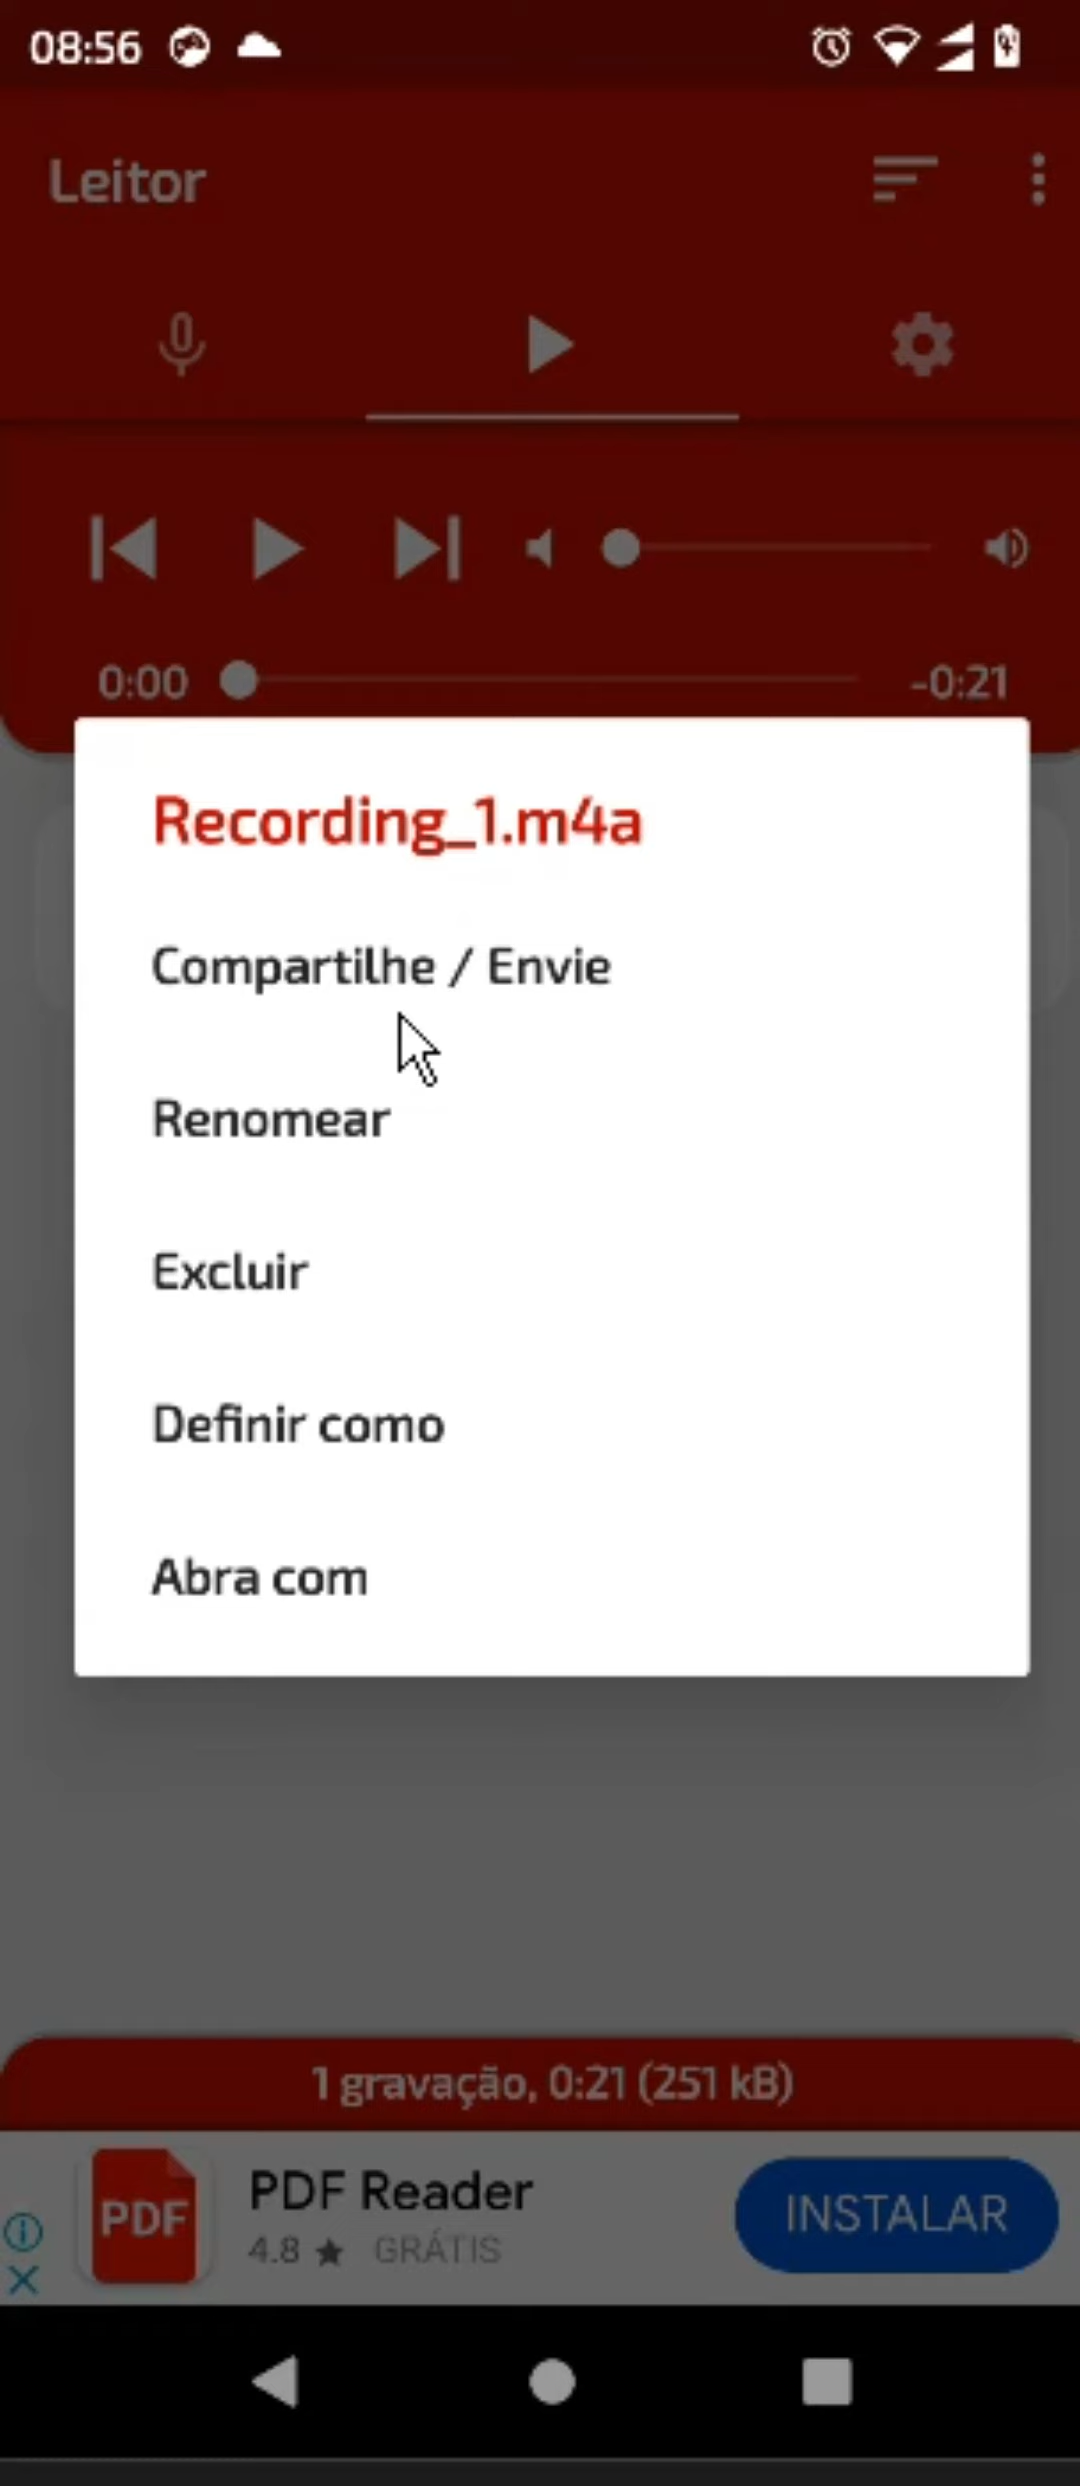 08:56
Leitor
0:00
-0:21
Recording_1.m4a
Compartilhe / Envie
Renomear
Excluir
Definir como
Abra com
1 gravação, 0:21 (251 kB)
PDF
PDF Reader
4.8 ★ GRÁTIS
INSTALAR